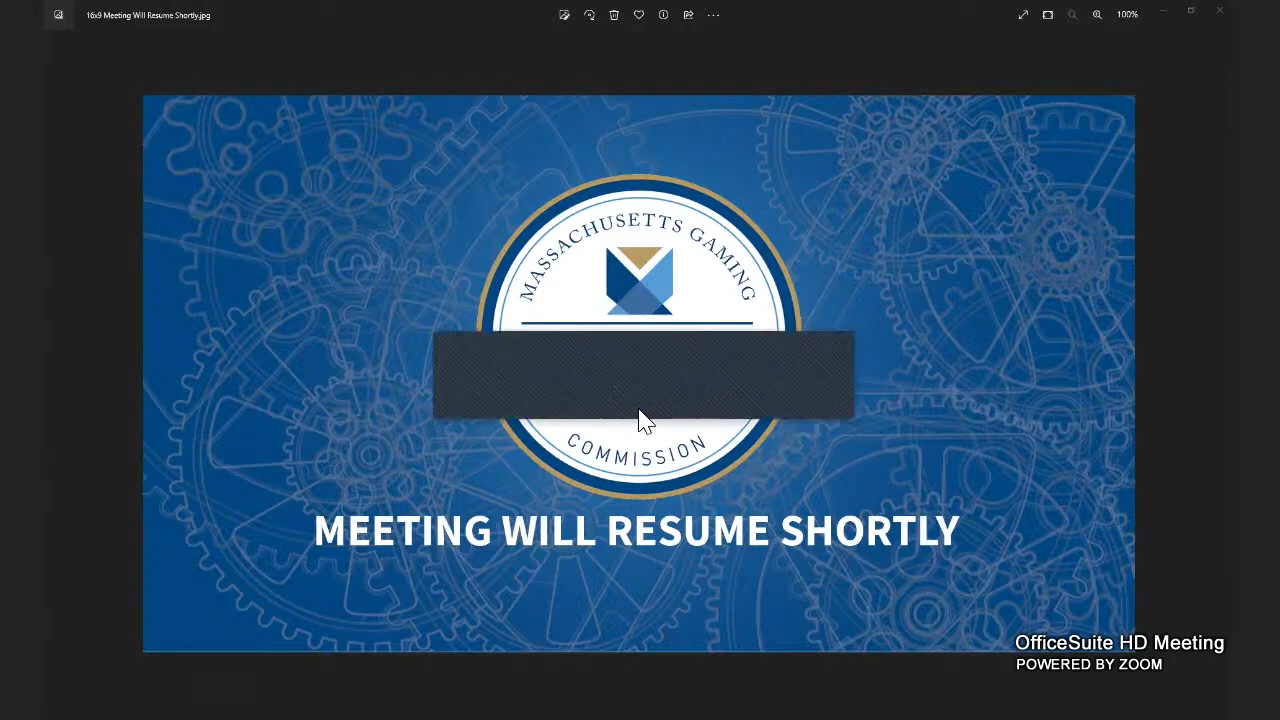 16x9 Meeting Will Resume Shortly.jpg
100%
MASSACHUSETTS GAMING
COMMISSION
MEETING WILL RESUME SHORTLY
OfficeSuite HD Meeting
POWERED BY ZOOM